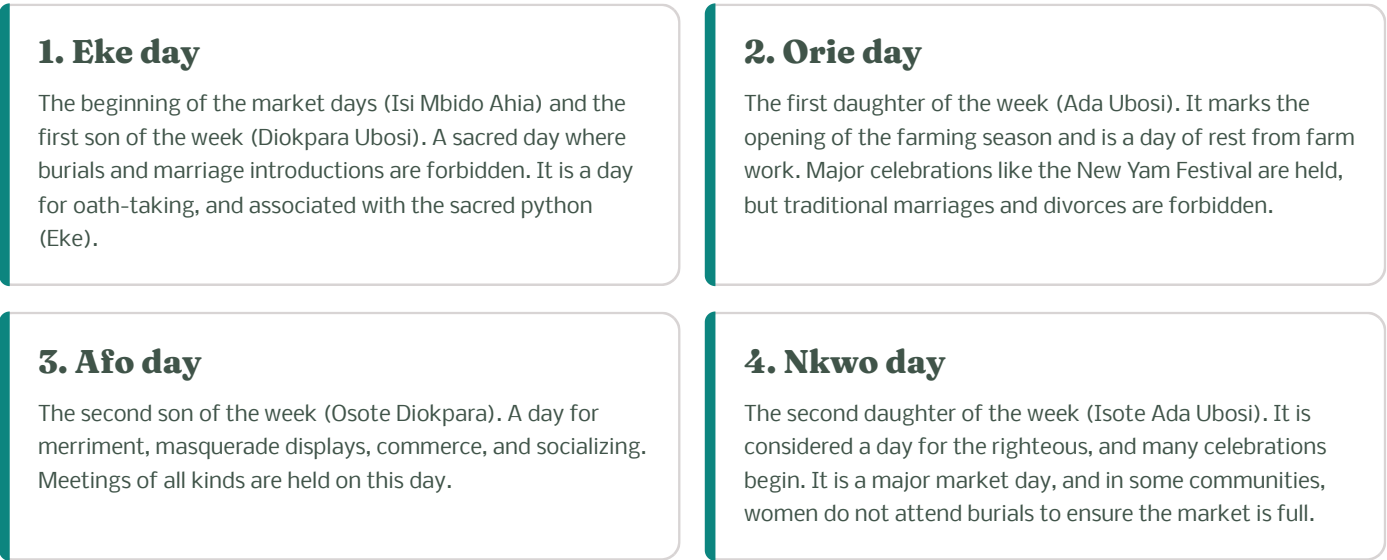 1. Eke day
The beginning of the market days (Isi Mbido Ahia) and the
first son of the week (Diokpara Ubosi). A sacred day where
burials and marriage introductions are forbidden. It is a day
for oath-taking, and associated with the sacred python
(Eke).
2. Orie day
The first daughter of the week (Ada Ubosi). It marks the
opening of the farming season and is a day of rest from farm
work. Major celebrations like the New Yam Festival are held,
but traditional marriages and divorces are forbidden.
3. Afo day
The second son of the week (Osote Diokpara). A day for
merriment, masquerade displays, commerce, and socializing.
Meetings of all kinds are held on this day.
4. Nkwo day
The second daughter of the week (Isote Ada Ubosi). It is
considered a day for the righteous, and many celebrations
begin. It is a major market day, and in some communities,
women do not attend burials to ensure the market is full.